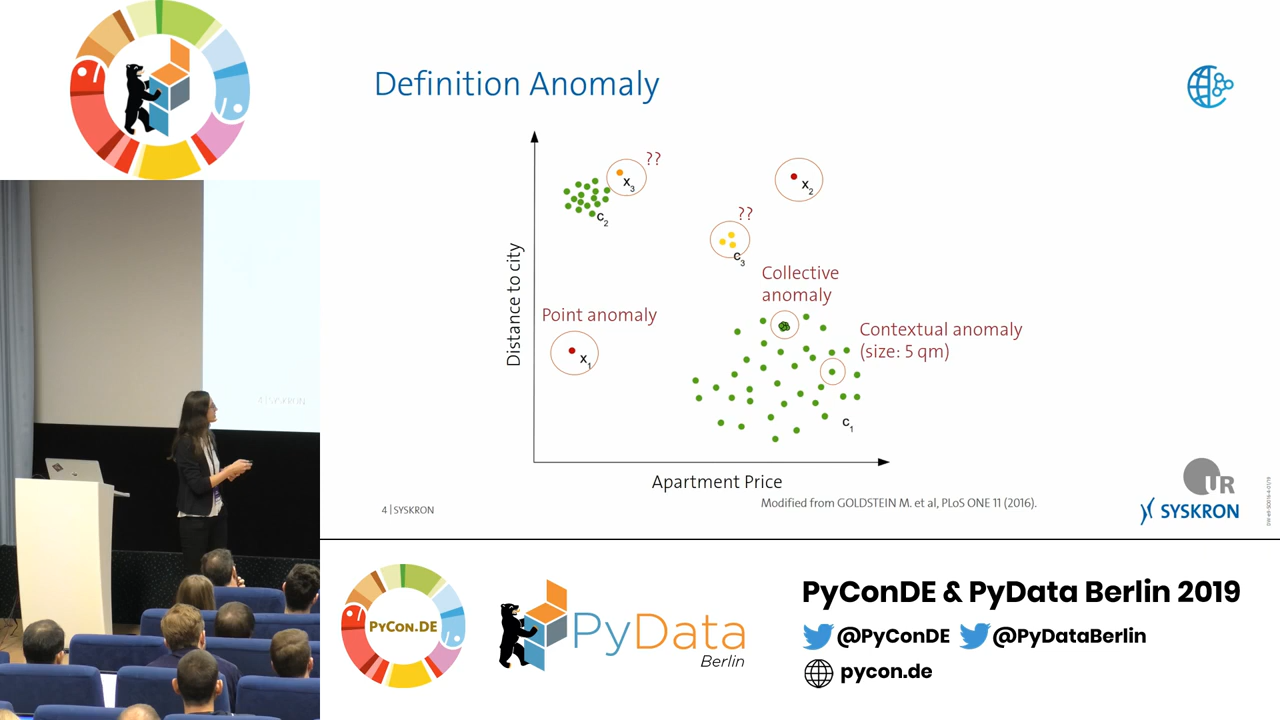 Definition Anomaly
??
x3
x2
c2
??
c3
Distance to city
Collective
anomaly
Point anomaly
Contextual anomaly
(size: 5 qm)
x1
c1
Apartment Price
Modified from GOLDSTEIN M. et al, PLoS ONE 11 (2016).
4 | SYSKRON
UR
SYSKRON
PYCON.DE
PyData
Berlin
PyConDE & PyData Berlin 2019
@PyConDE @PyDataBerlin
pycon.de